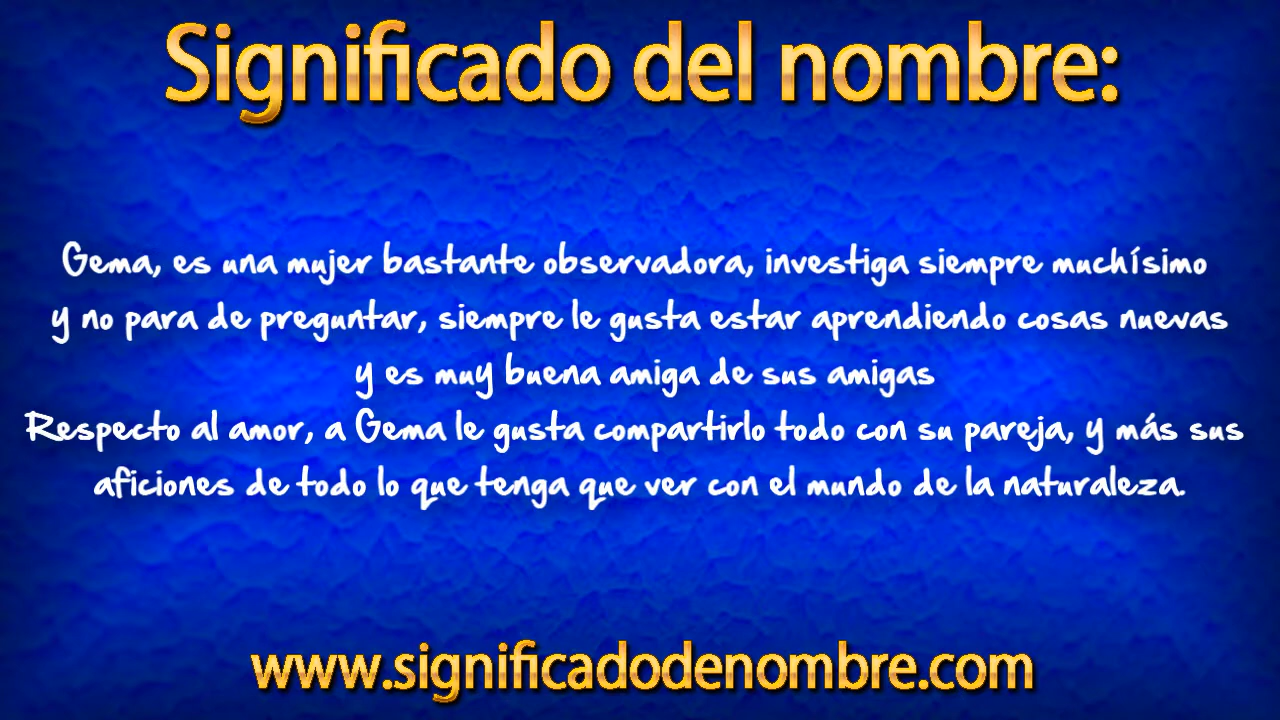 Significado del nombre:
Gema, es una mujer bastante observadora, investiga siempre muchísimo
y no para de preguntar, siempre le gusta estar aprendiendo cosas nuevas
y es muy buena amiga de sus amigas
Respecto al amor, a Gema le gusta compartirlo todo con su pareja, y más sus
aficiones de todo lo que tenga que ver con el mundo de la naturaleza.
www.significadodenombre.com